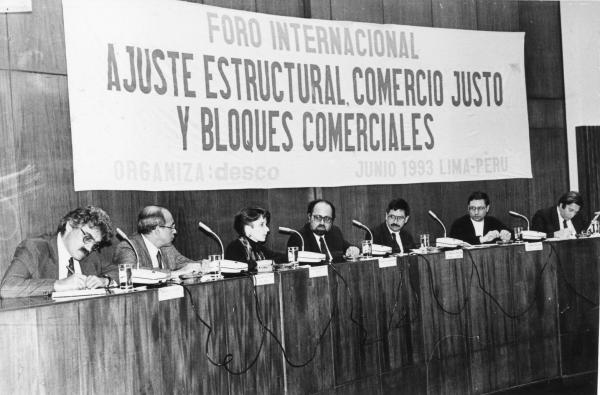 FORO INTERNACIONAL
AJUSTE ESTRUCTURAL, COMERCIO JUSTO
Y BLOQUES COMERCIALES
ORGANIZA: desco JUNIO 1993 LIMA-PERU